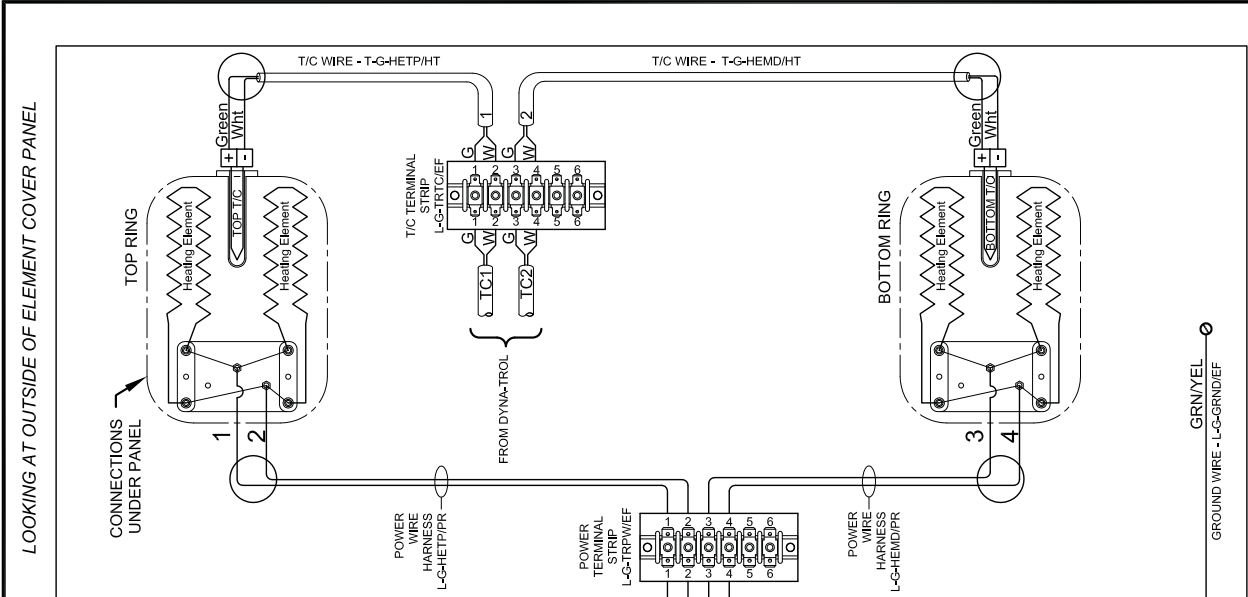 LOOKING AT OUTSIDE OF ELEMENT COVER PANEL
T/C WIRE - T-G-HETP/HT
T/C WIRE - T-G-HEMD/HT
Green
Wht
+ -
TOP T/C
Heating Element
Heating Element
TOP RING
CONNECTIONS
UNDER PANEL
1
2
1
2
G W G W
1 2 3 4 5 6
1 2 3 4 5 6
G W G W
T/C TERMINAL
STRIP
L-G-TRTC/EF
TC1
TC2
FROM DYNA-TROL
Green
Wht
+ -
BOTTOM T/C
Heating Element
Heating Element
BOTTOM RING
3
4
POWER
WIRE
HARNESS
L-G-HETP/PR
POWER
TERMINAL
STRIP
L-G-TRPW/EF
1 2 3 4 5 6
1 2 3 4 5 6
POWER
WIRE
HARNESS
L-G-HEMD/PR
GRN/YEL
GROUND WIRE - L-G-GRND/EF